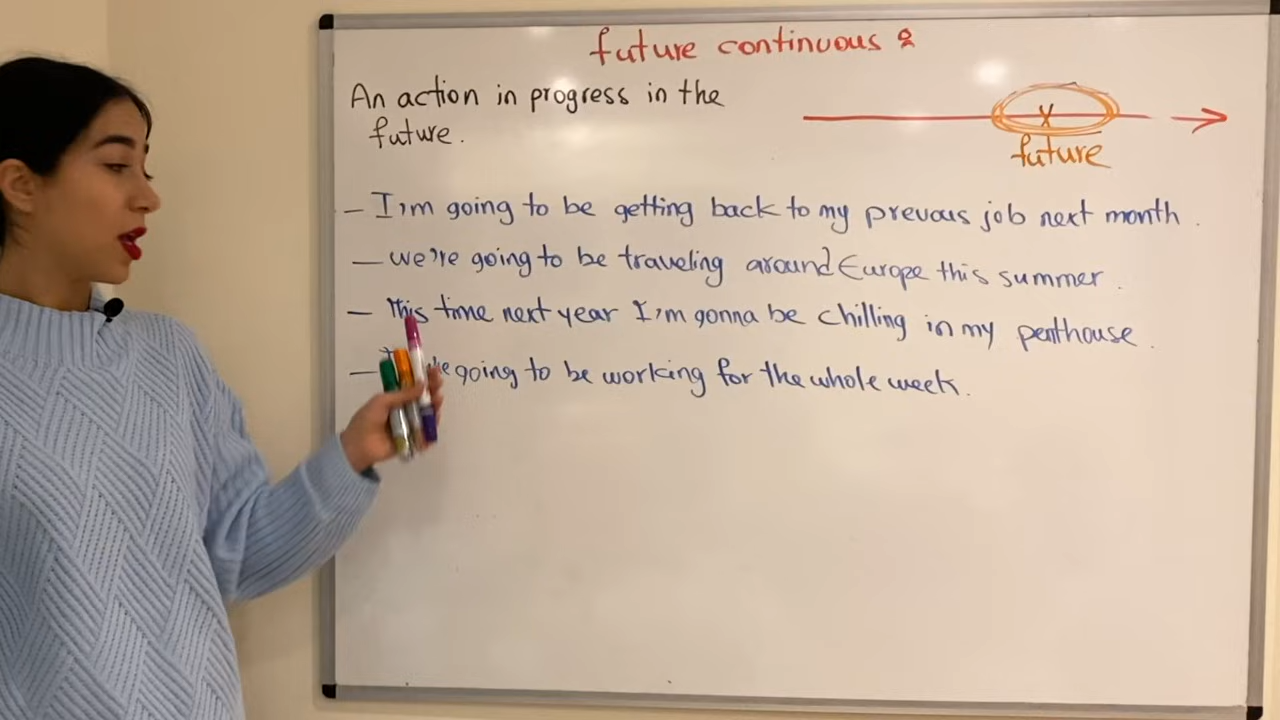 future continuous :
An action in progress in the
future.
x
future
- I'm going to be getting back to my prevous job next month .
- we're going to be traveling around Europe this summer .
- this time next year I'm gonna be chilling in my penthouse .
- going to be working for the whole week.